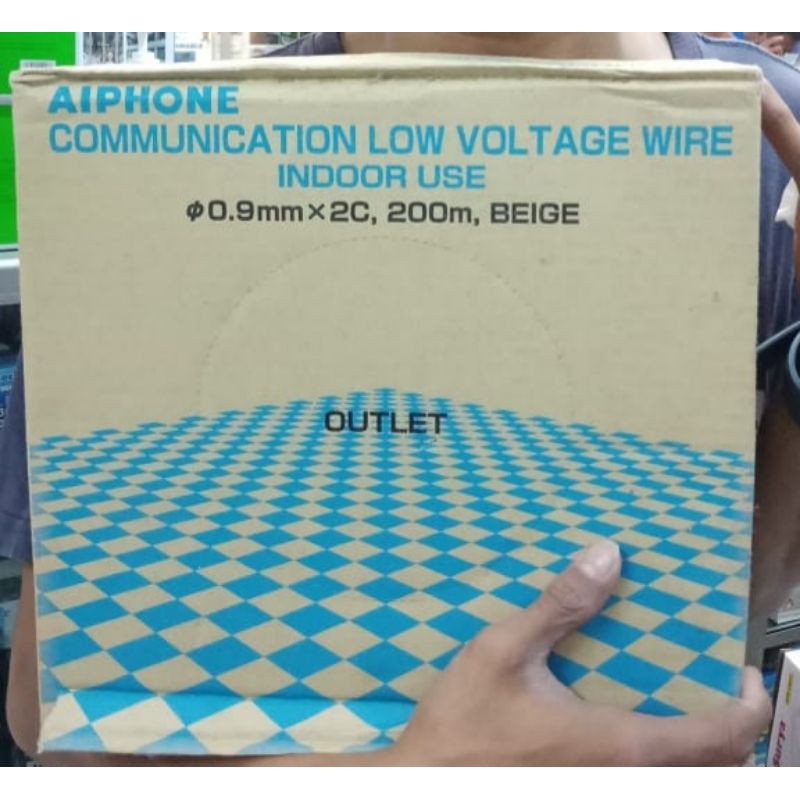 AIPHONE
COMMUNICATION LOW VOLTAGE WIRE
INDOOR USE
φ0.9mm×2C, 200m, BEIGE
OUTLET